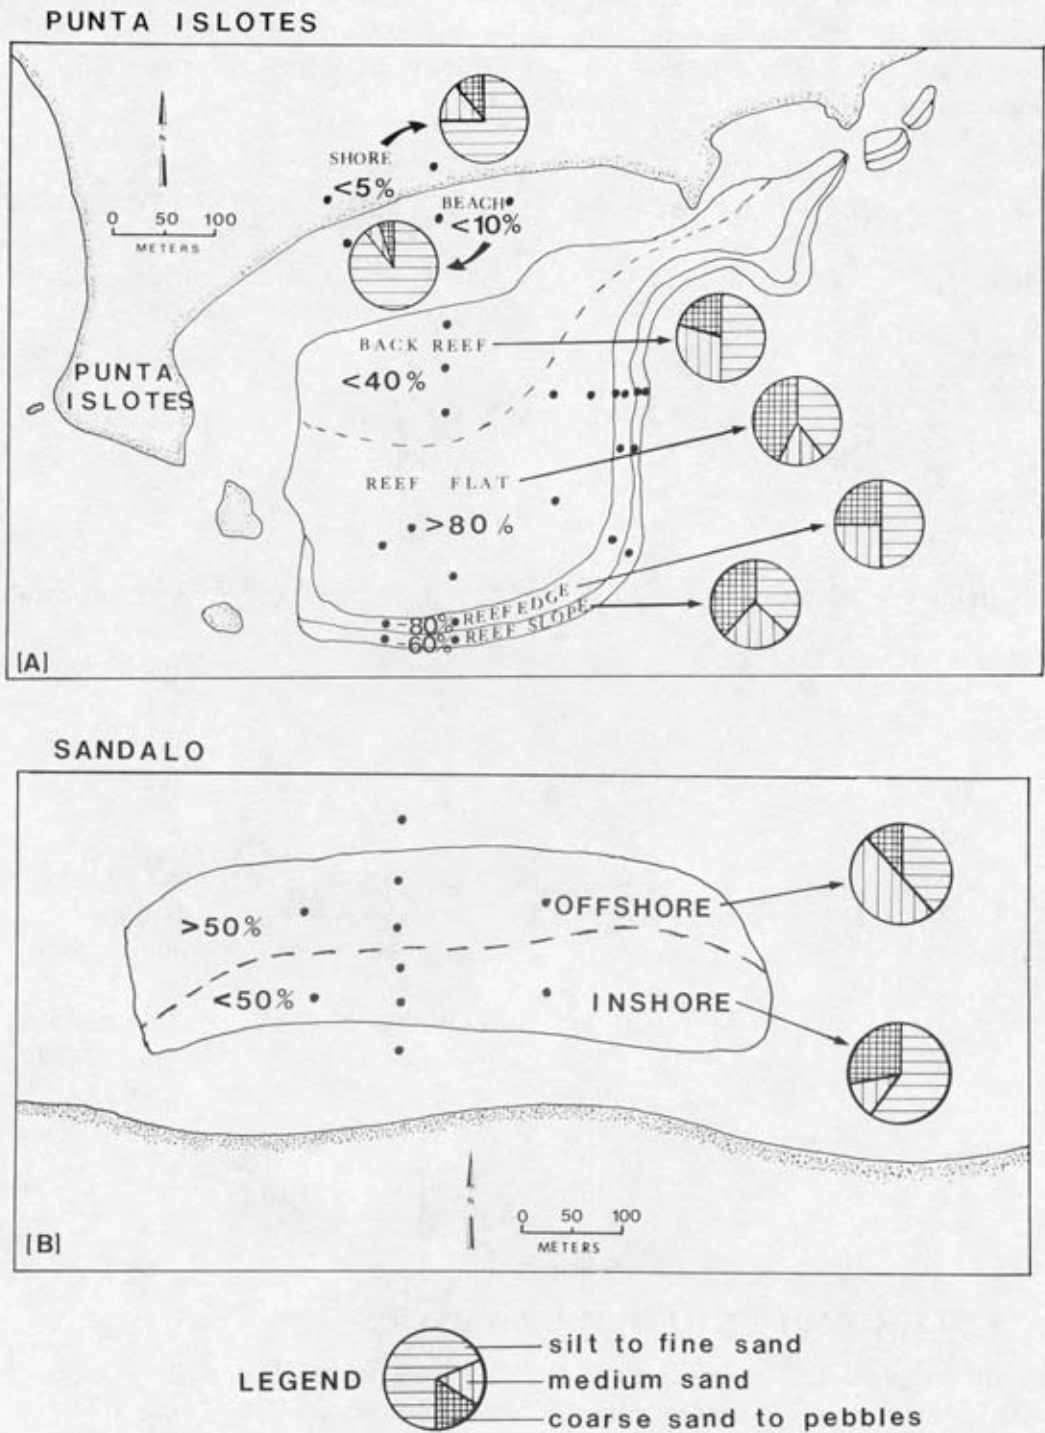 PUNTA ISLOTES
N
0 50 100
METERS
SHORE
<5%
BEACH
<10%
BACK REEF
<40%
PUNTA
ISLOTES
REEF FLAT
>80%
~80% REEF EDGE
~60% REEF SLOPE
[A]
SANDALO
OFFSHORE
>50%
<50%
INSHORE
N
0 50 100
METERS
[B]
LEGEND
silt to fine sand
medium sand
coarse sand to pebbles